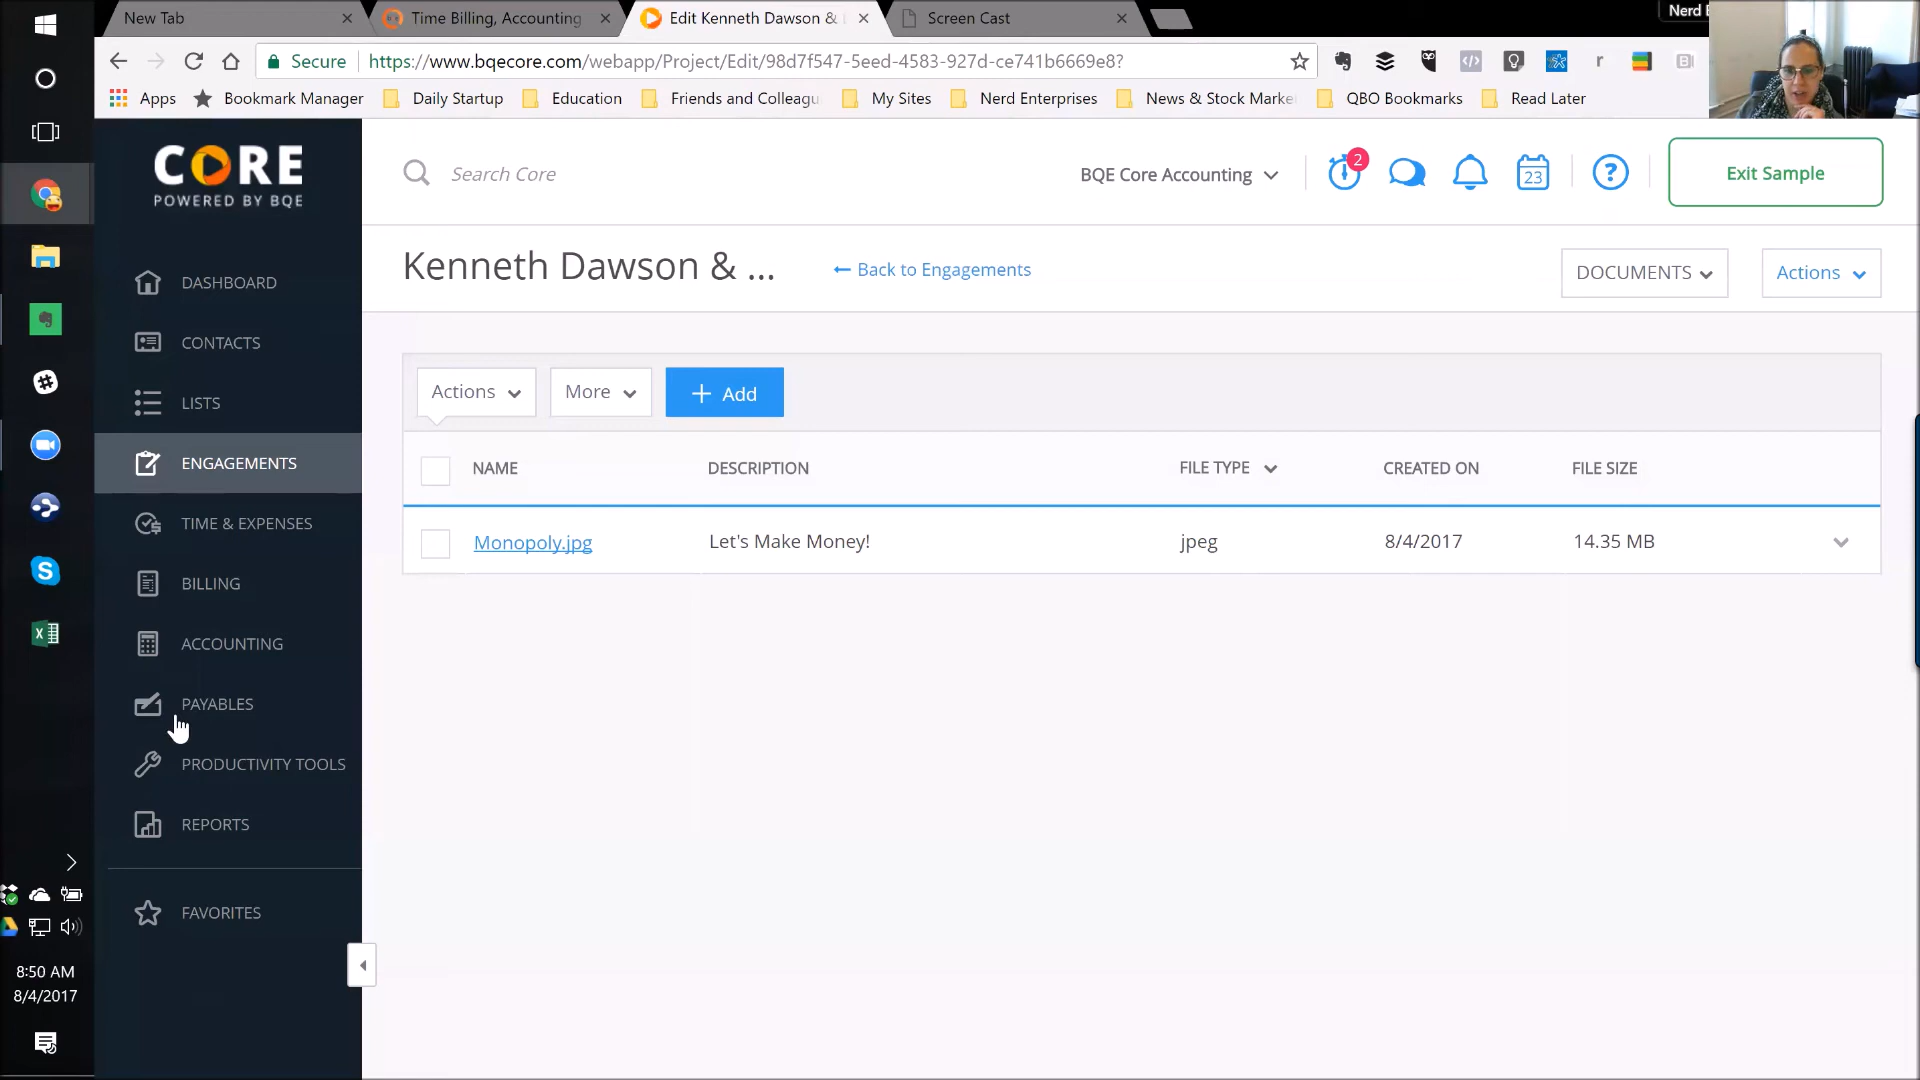 New Tab
Time Billing, Accounting
Edit Kenneth Dawson &
Screen Cast
Nerd
Secure
https://www.bqecore.com/webapp/Project/Edit/98d7f547-5eed-4583-927d-ce741b6669e8?
Apps
Bookmark Manager
Daily Startup
Education
Friends and Colleagu
My Sites
Nerd Enterprises
News & Stock Marke
QBO Bookmarks
Read Later
CORE
POWERED BY BQE
Search Core
BQE Core Accounting
2
23
?
Exit Sample
Kenneth Dawson & ...
Back to Engagements
DOCUMENTS
Actions
DASHBOARD
CONTACTS
LISTS
ENGAGEMENTS
TIME & EXPENSES
BILLING
ACCOUNTING
PAYABLES
PRODUCTIVITY TOOLS
REPORTS
FAVORITES
Actions
More
+ Add
NAME
DESCRIPTION
FILE TYPE
CREATED ON
FILE SIZE
Monopoly.jpg
Let's Make Money!
jpeg
8/4/2017
14.35 MB
8:50 AM
8/4/2017